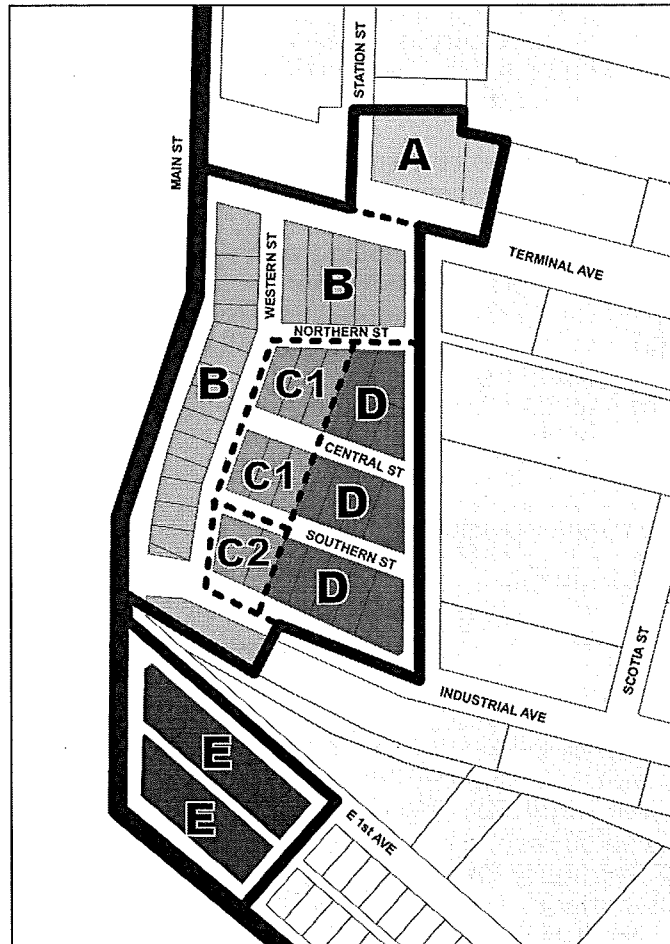 STATION ST
A
MAIN ST
TERMINAL AVE
WESTERN ST
B
NORTHERN ST
B
C1
D
CENTRAL ST
C1
D
SOUTHERN ST
C2
D
SCOTIA ST
INDUSTRIAL AVE
E
E
E 1st AVE